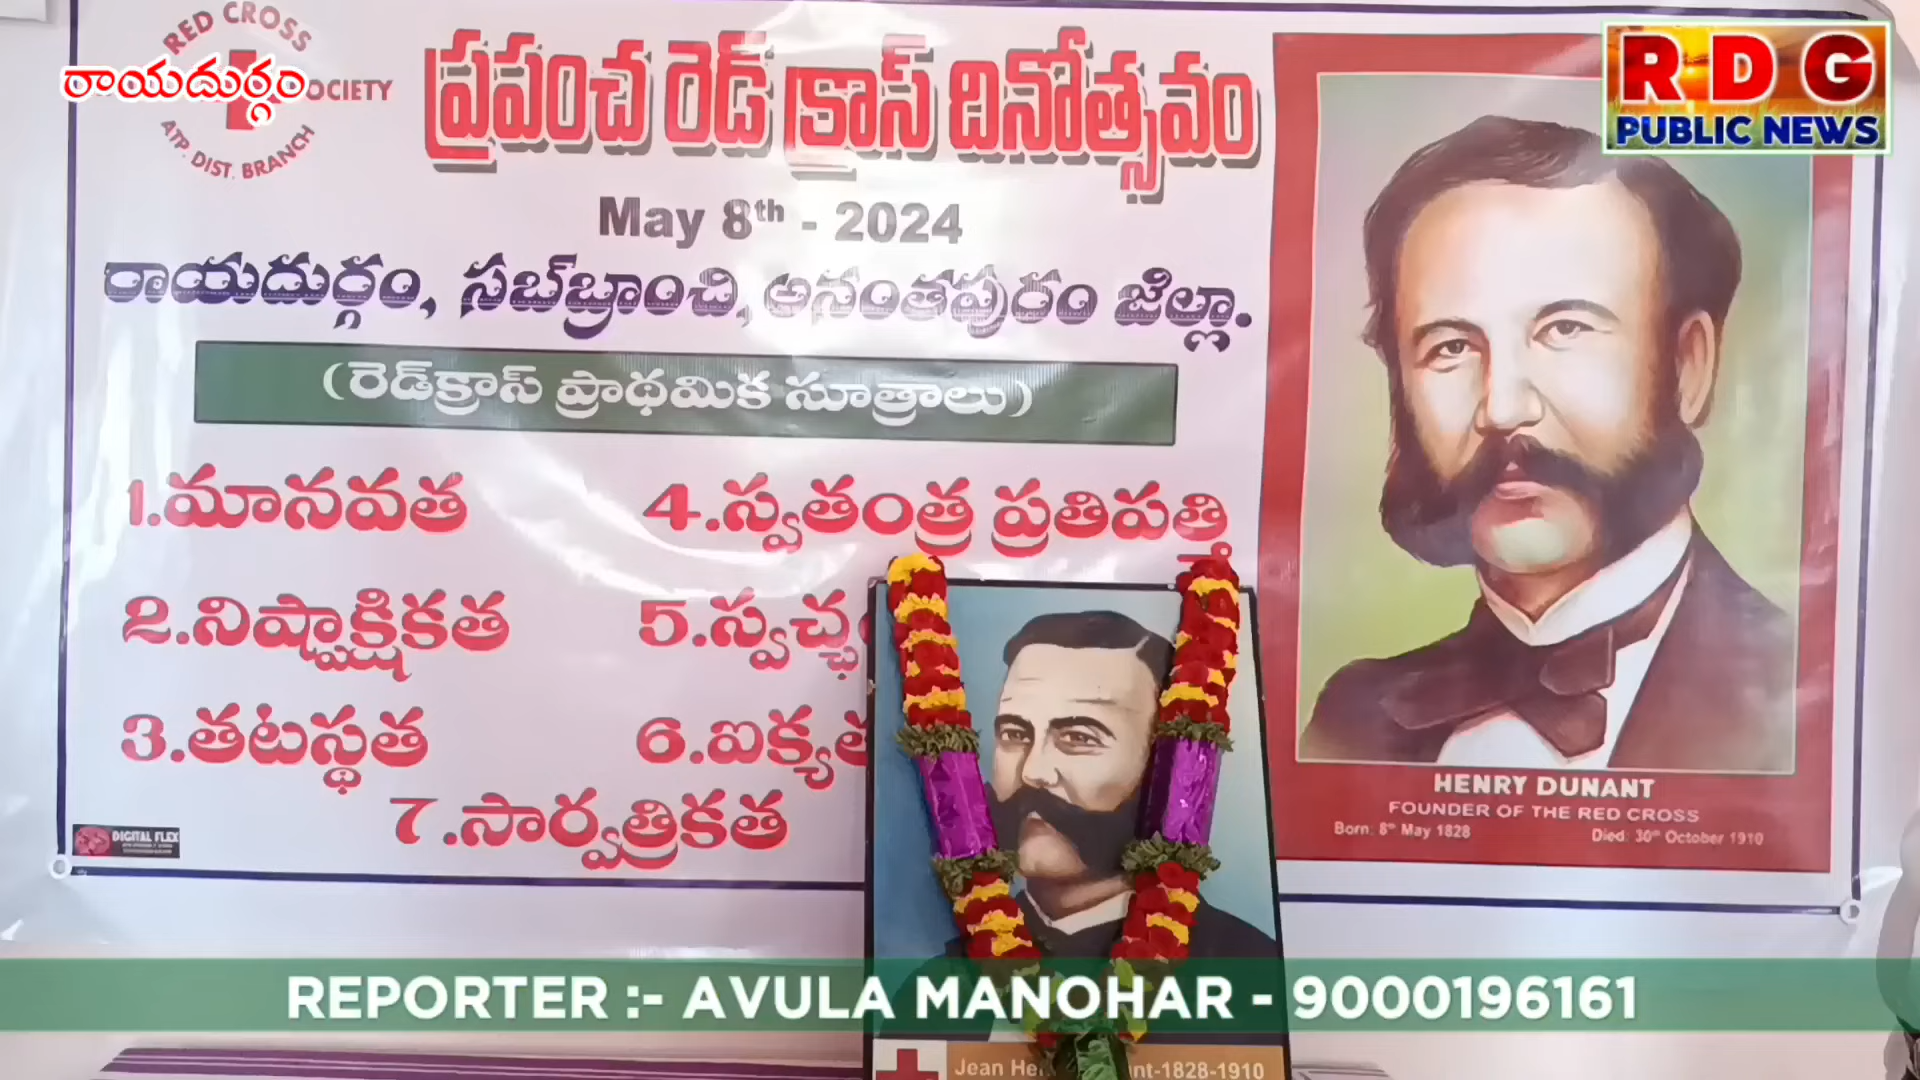 RED CROSS
SOCIETY
ATP. DIST. BRANCH
రాయదుర్గం
ప్రపంచ రెడ్ క్రాస్ దినోత్సవం
RDG
PUBLIC NEWS
May 8th - 2024
రాయదుర్గం, సబ్‌బ్రాంచి, అనంతపురం జిల్లా.
(రెడ్‌క్రాస్ ప్రాథమిక సూత్రాలు)
1.మానవత
4.స్వతంత్ర ప్రతిపత్తి
2.నిష్పాక్షికత
5.స్వచ్ఛ
3.తటస్థత
6.ఐక్యత
7.సార్వత్రికత
HENRY DUNANT
FOUNDER OF THE RED CROSS
Born: 8th May 1828
Died: 30th October 1910
DIGITAL FLEX
REPORTER :- AVULA MANOHAR - 9000196161
Jean
-1828-1910